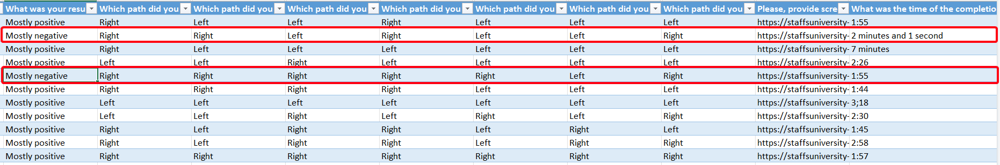 What was your resu Which path did you Which path did you Which path did you Which path did you Which path did you Which path did you Which path did you Please, provide scre What was the time of the completio
Mostly positive Right Left Left Right Left Left Left https://staffsuniversity- 1:55
Mostly negative Right Right Left Right Left Left Right https://staffsuniversity- 2 minutes and 1 second
Mostly positive Right Left Left Left Left Left Left https://staffsuniversity- 7 minutes
Mostly positive Left Left Right Left Left Left Left https://staffsuniversity- 2:26
Mostly negative Right Right Right Right Right Left Right https://staffsuniversity- 1:55
Mostly positive Right Right Left Right Left Left Left https://staffsuniversity- 1:44
Mostly positive Left Left Left Left Left Left Left https://staffsuniversity- 3;18
Mostly positive Left Left Right Left Right Left Right https://staffsuniversity- 2:30
Mostly positive Right Left Right Right Left Right Left https://staffsuniversity- 1:45
Mostly positive Right Left Right Right Left Right Right https://staffsuniversity- 2:58
Mostly positive Right Right Right Right Right Right Right https://staffsuniversity- 1:57